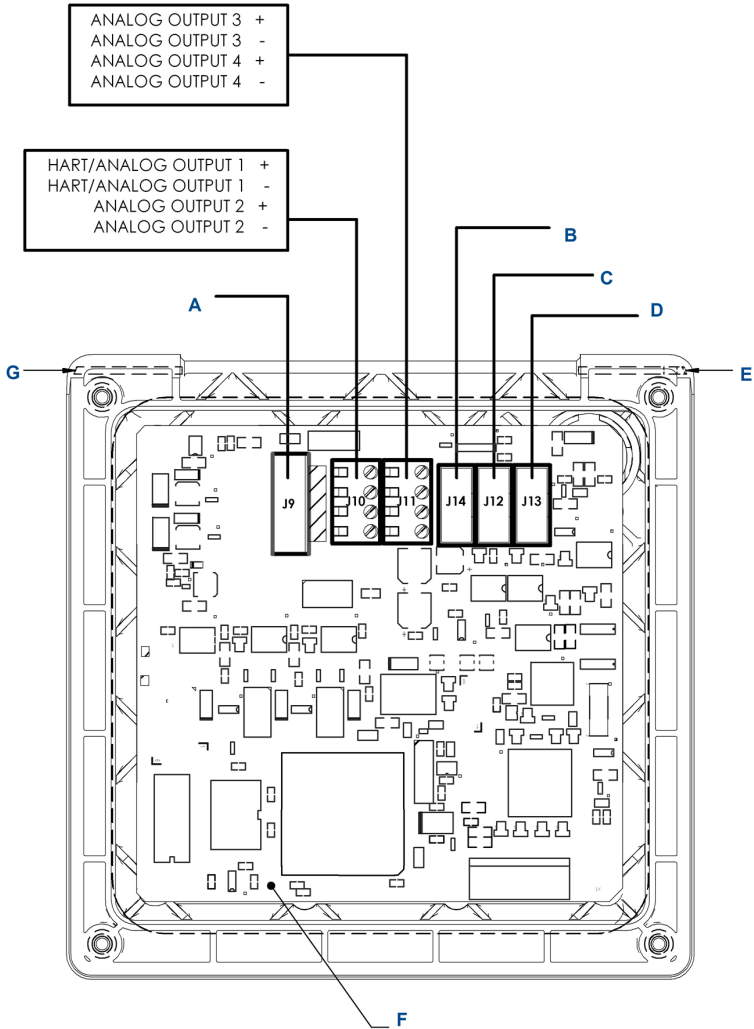 ANALOG OUTPUT 3 +
ANALOG OUTPUT 3 -
ANALOG OUTPUT 4 +
ANALOG OUTPUT 4 -
HART/ANALOG OUTPUT 1 +
HART/ANALOG OUTPUT 1 -
ANALOG OUTPUT 2 +
ANALOG OUTPUT 2 -
B
C
A
D
G
E
J9
J10
J11
J14
J12
J13
F